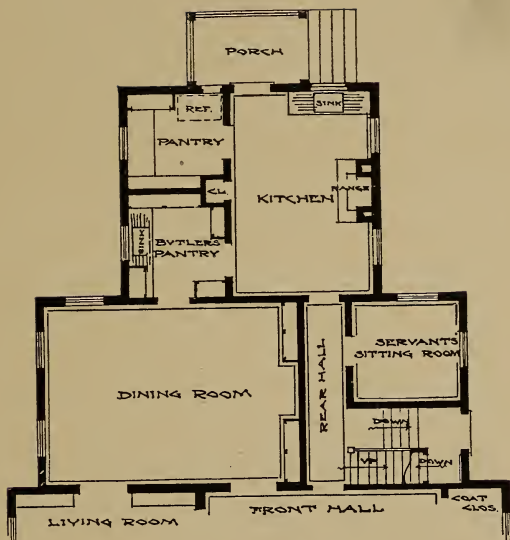 PORCH
SINK
REF.
PANTRY
CL.
RANGE
KITCHEN
SINK
BVTLERS
PANTRY
SERVANTS
SITTING ROOM
REAR HALL
DINING ROOM
DOWN
UP
DOWN
COAT
CLOS.
LIVING ROOM
FRONT HALL